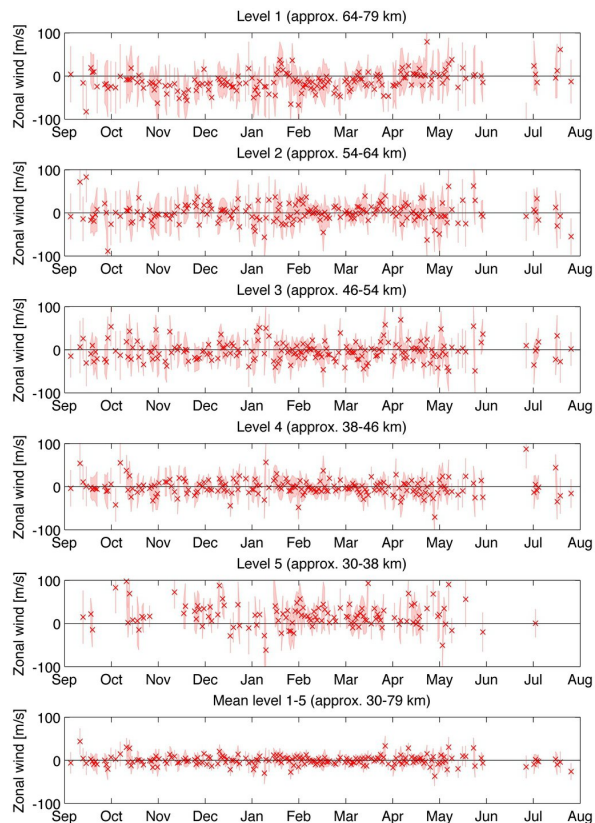 Level 1 (approx. 64-79 km)
Zonal wind [m/s]
100
0
-100
Sep Oct Nov Dec Jan Feb Mar Apr May Jun Jul Aug
Level 2 (approx. 54-64 km)
Zonal wind [m/s]
100
0
-100
Sep Oct Nov Dec Jan Feb Mar Apr May Jun Jul Aug
Level 3 (approx. 46-54 km)
Zonal wind [m/s]
100
0
-100
Sep Oct Nov Dec Jan Feb Mar Apr May Jun Jul Aug
Level 4 (approx. 38-46 km)
Zonal wind [m/s]
100
0
-100
Sep Oct Nov Dec Jan Feb Mar Apr May Jun Jul Aug
Level 5 (approx. 30-38 km)
Zonal wind [m/s]
100
0
-100
Sep Oct Nov Dec Jan Feb Mar Apr May Jun Jul Aug
Mean level 1-5 (approx. 30-79 km)
Zonal wind [m/s]
100
0
-100
Sep Oct Nov Dec Jan Feb Mar Apr May Jun Jul Aug